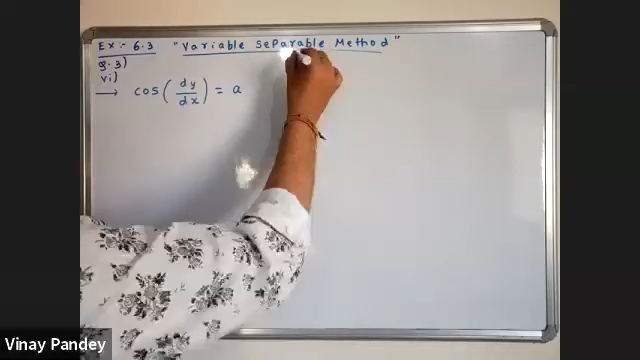 Ex :- 6.3 "Variable Separable Method"
Q.3)
vi)
→ cos(dy/dx) = a
Vinay Pandey